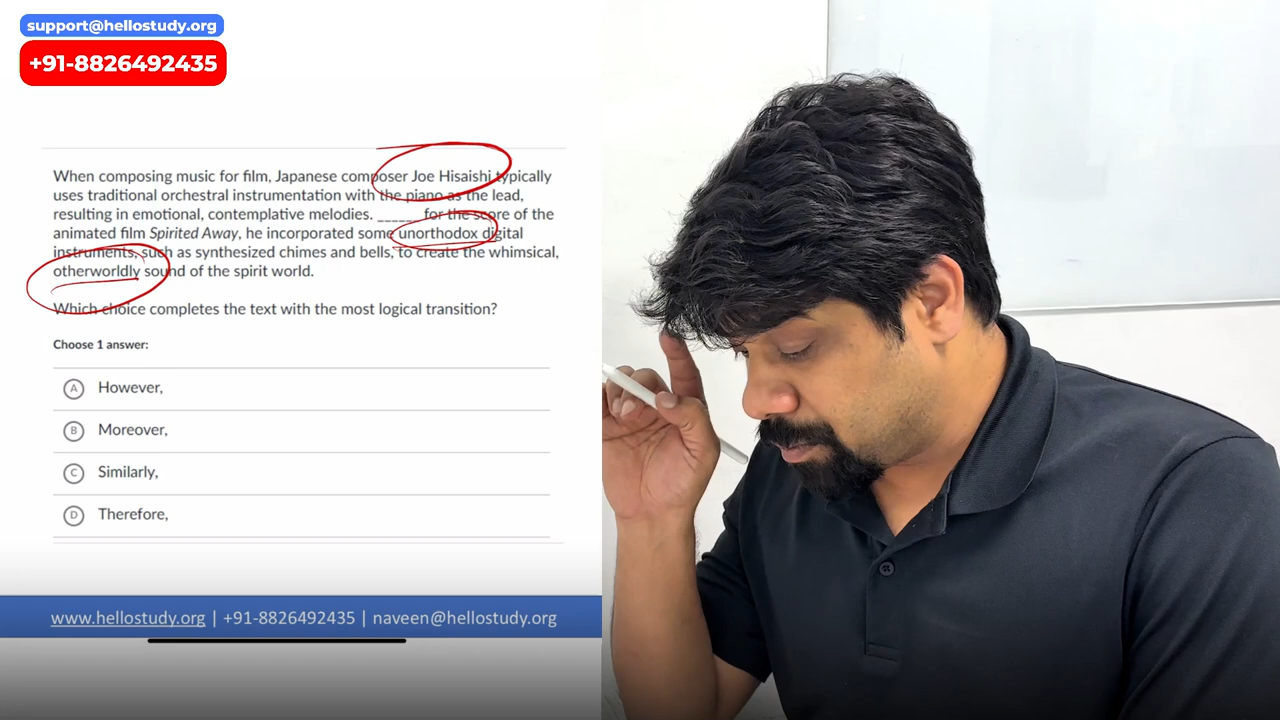 support@hellostudy.org
+91-8826492435
When composing music for film, Japanese composer Joe Hisaishi typically
uses traditional orchestral instrumentation with the piano as the lead,
resulting in emotional, contemplative melodies. ______ for the score of the
animated film Spirited Away, he incorporated some unorthodox digital
instruments, such as synthesized chimes and bells, to create the whimsical,
otherworldly sound of the spirit world.
Which choice completes the text with the most logical transition?
Choose 1 answer:
A However,
B Moreover,
C Similarly,
D Therefore,
www.hellostudy.org | +91-8826492435 | naveen@hellostudy.org